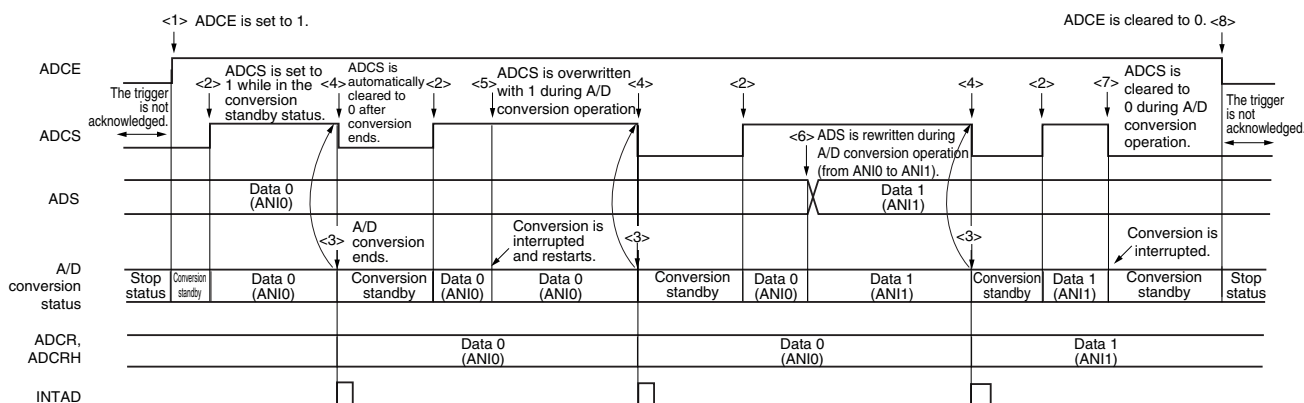 <1> ADCE is set to 1.
ADCE is cleared to 0. <8>
ADCE
The trigger
is not
acknowledged.
<2>
ADCS is set to
1 while in the
conversion
standby status.
<4>
ADCS is
automatically
cleared to
0 after
conversion
ends.
<2>
<5>
ADCS is overwritten
with 1 during A/D
conversion operation.
<4>
<2>
<4>
<2>
<7>
ADCS is
cleared to
0 during A/D
conversion
operation.
The trigger
is not
acknowledged.
ADCS
<6> ADS is rewritten during
A/D conversion operation
(from ANI0 to ANI1).
ADS
Data 0
(ANI0)
Data 1
(ANI1)
<3>
A/D
conversion
ends.
Conversion is
interrupted
and restarts.
<3>
<3>
Conversion is
interrupted.
A/D
conversion
status
Stop
status
Conversion
standby
Data 0
(ANI0)
Conversion
standby
Data 0
(ANI0)
Data 0
(ANI0)
Conversion
standby
Data 0
(ANI0)
Data 1
(ANI1)
Conversion
standby
Data 1
(ANI1)
Conversion
standby
Stop
status
ADCR,
ADCRH
Data 0
(ANI0)
Data 0
(ANI0)
Data 1
(ANI1)
INTAD